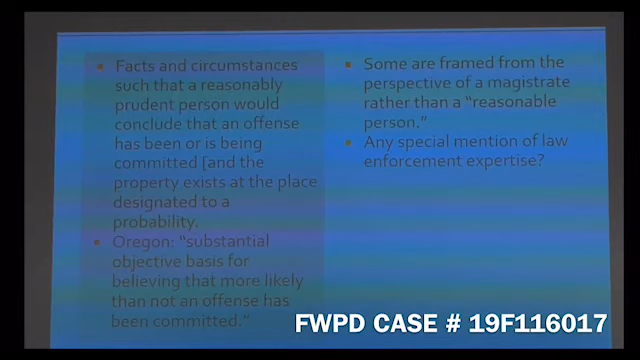 Facts and circumstances
such that a reasonably
prudent person would
conclude that an offense
has been or is being
committed [and the
property exists at the place
designated to a
probability.
Oregon: "substantial
objective basis for
believing that more likely
than not an offense has
been committed."
Some are framed from the
perspective of a magistrate
rather than a "reasonable
person."
Any special mention of law
enforcement expertise?
FWPD CASE # 19F116017